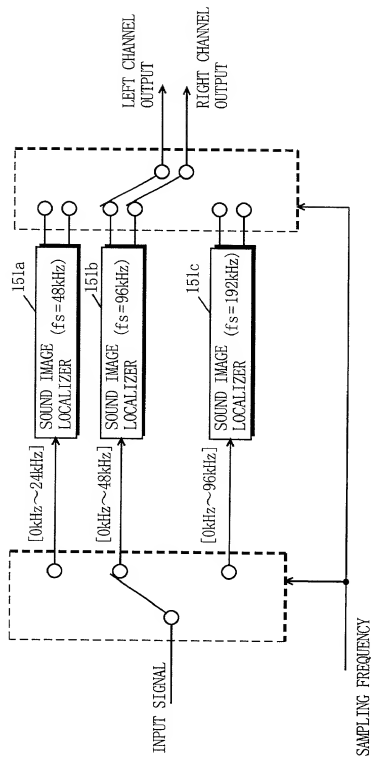 INPUT SIGNAL
SAMPLING FREQUENCY
[0kHz~24kHz]
[0kHz~48kHz]
[0kHz~96kHz]
151a
SOUND IMAGE
LOCALIZER
(fs=48kHz)
151b
SOUND IMAGE
LOCALIZER
(fs=96kHz)
151c
SOUND IMAGE
LOCALIZER
(fs=192kHz)
LEFT CHANNEL
OUTPUT
RIGHT CHANNEL
OUTPUT